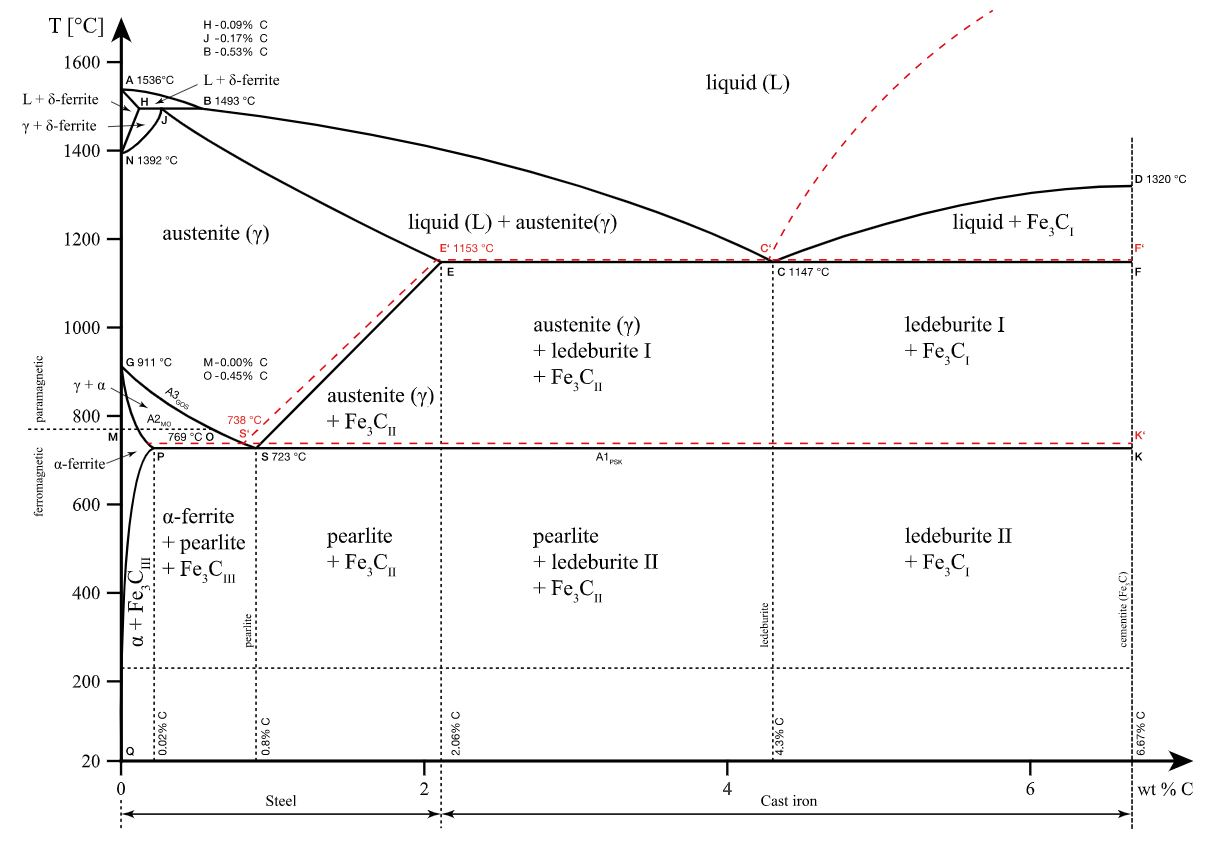 T [°C]
H -0.09% C
J -0.17% C
B -0.53% C
1600
A 1536°C
L + δ-ferrite
liquid (L)
L + δ-ferrite
H
B 1493 °C
γ + δ-ferrite
J
1400
N 1392 °C
D 1320 °C
austenite (γ)
liquid (L) + austenite(γ)
liquid + Fe3CI
1200
E' 1153 °C
C'
F'
E
C 1147 °C
F
1000
austenite (γ)
+ ledeburite I
+ Fe3CII
ledeburite I
+ Fe3CI
paramagnetic
G 911 °C
M -0.00% C
O -0.45% C
γ + α
A3GOS
austenite (γ)
+ Fe3CII
800
A2MO
738 °C
M
769 °C O
S'
K'
α-ferrite
P
S 723 °C
A1PSK
K
ferromagnetic
600
α-ferrite
+ pearlite
+ Fe3CIII
pearlite
+ Fe3CII
pearlite
+ ledeburite II
+ Fe3CII
ledeburite II
+ Fe3CI
400
α + Fe3CIII
pearlite
ledeburite
cementite (Fe3C)
200
Q
0.02% C
0.8% C
2.06% C
4.3% C
6.67% C
20
0
2
4
6
wt % C
Steel
Cast iron